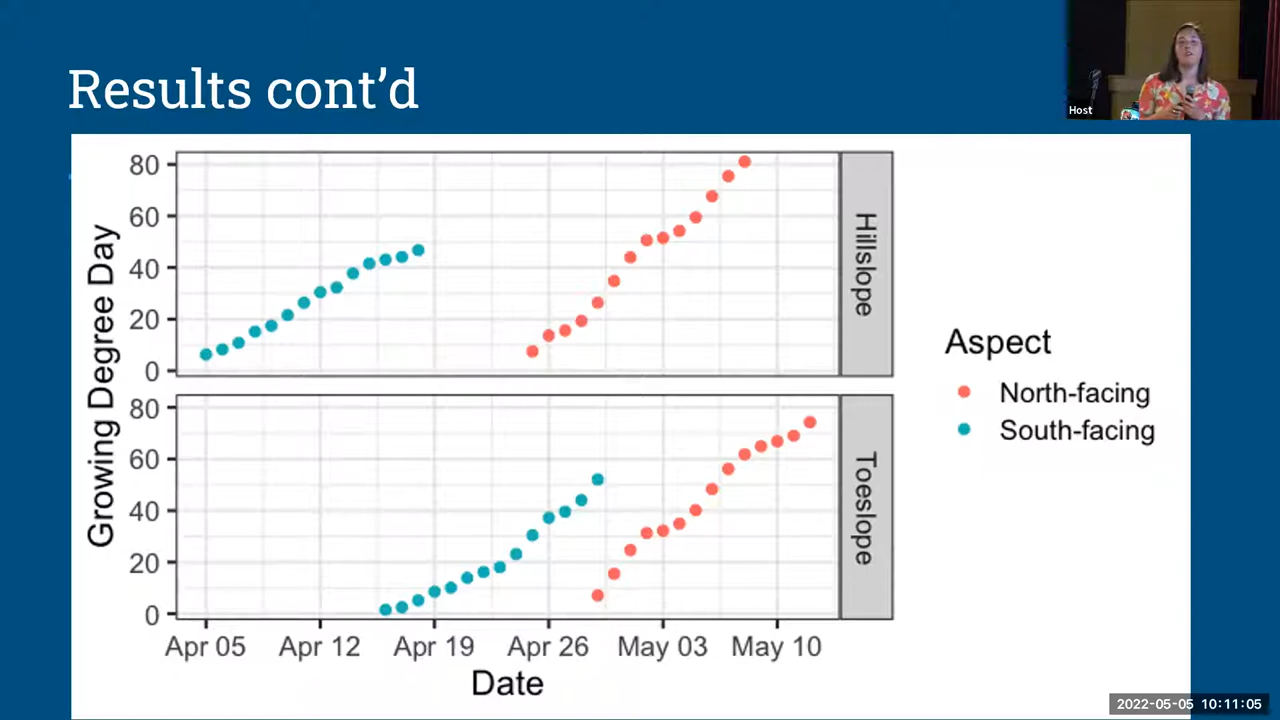 Results cont'd
Host
80
60
40
20
0
Hillslope
80
60
40
20
0
Toeslope
Growing Degree Day
Apr 05 Apr 12 Apr 19 Apr 26 May 03 May 10
Date
Aspect
North-facing
South-facing
2022-05-05 10:11:05